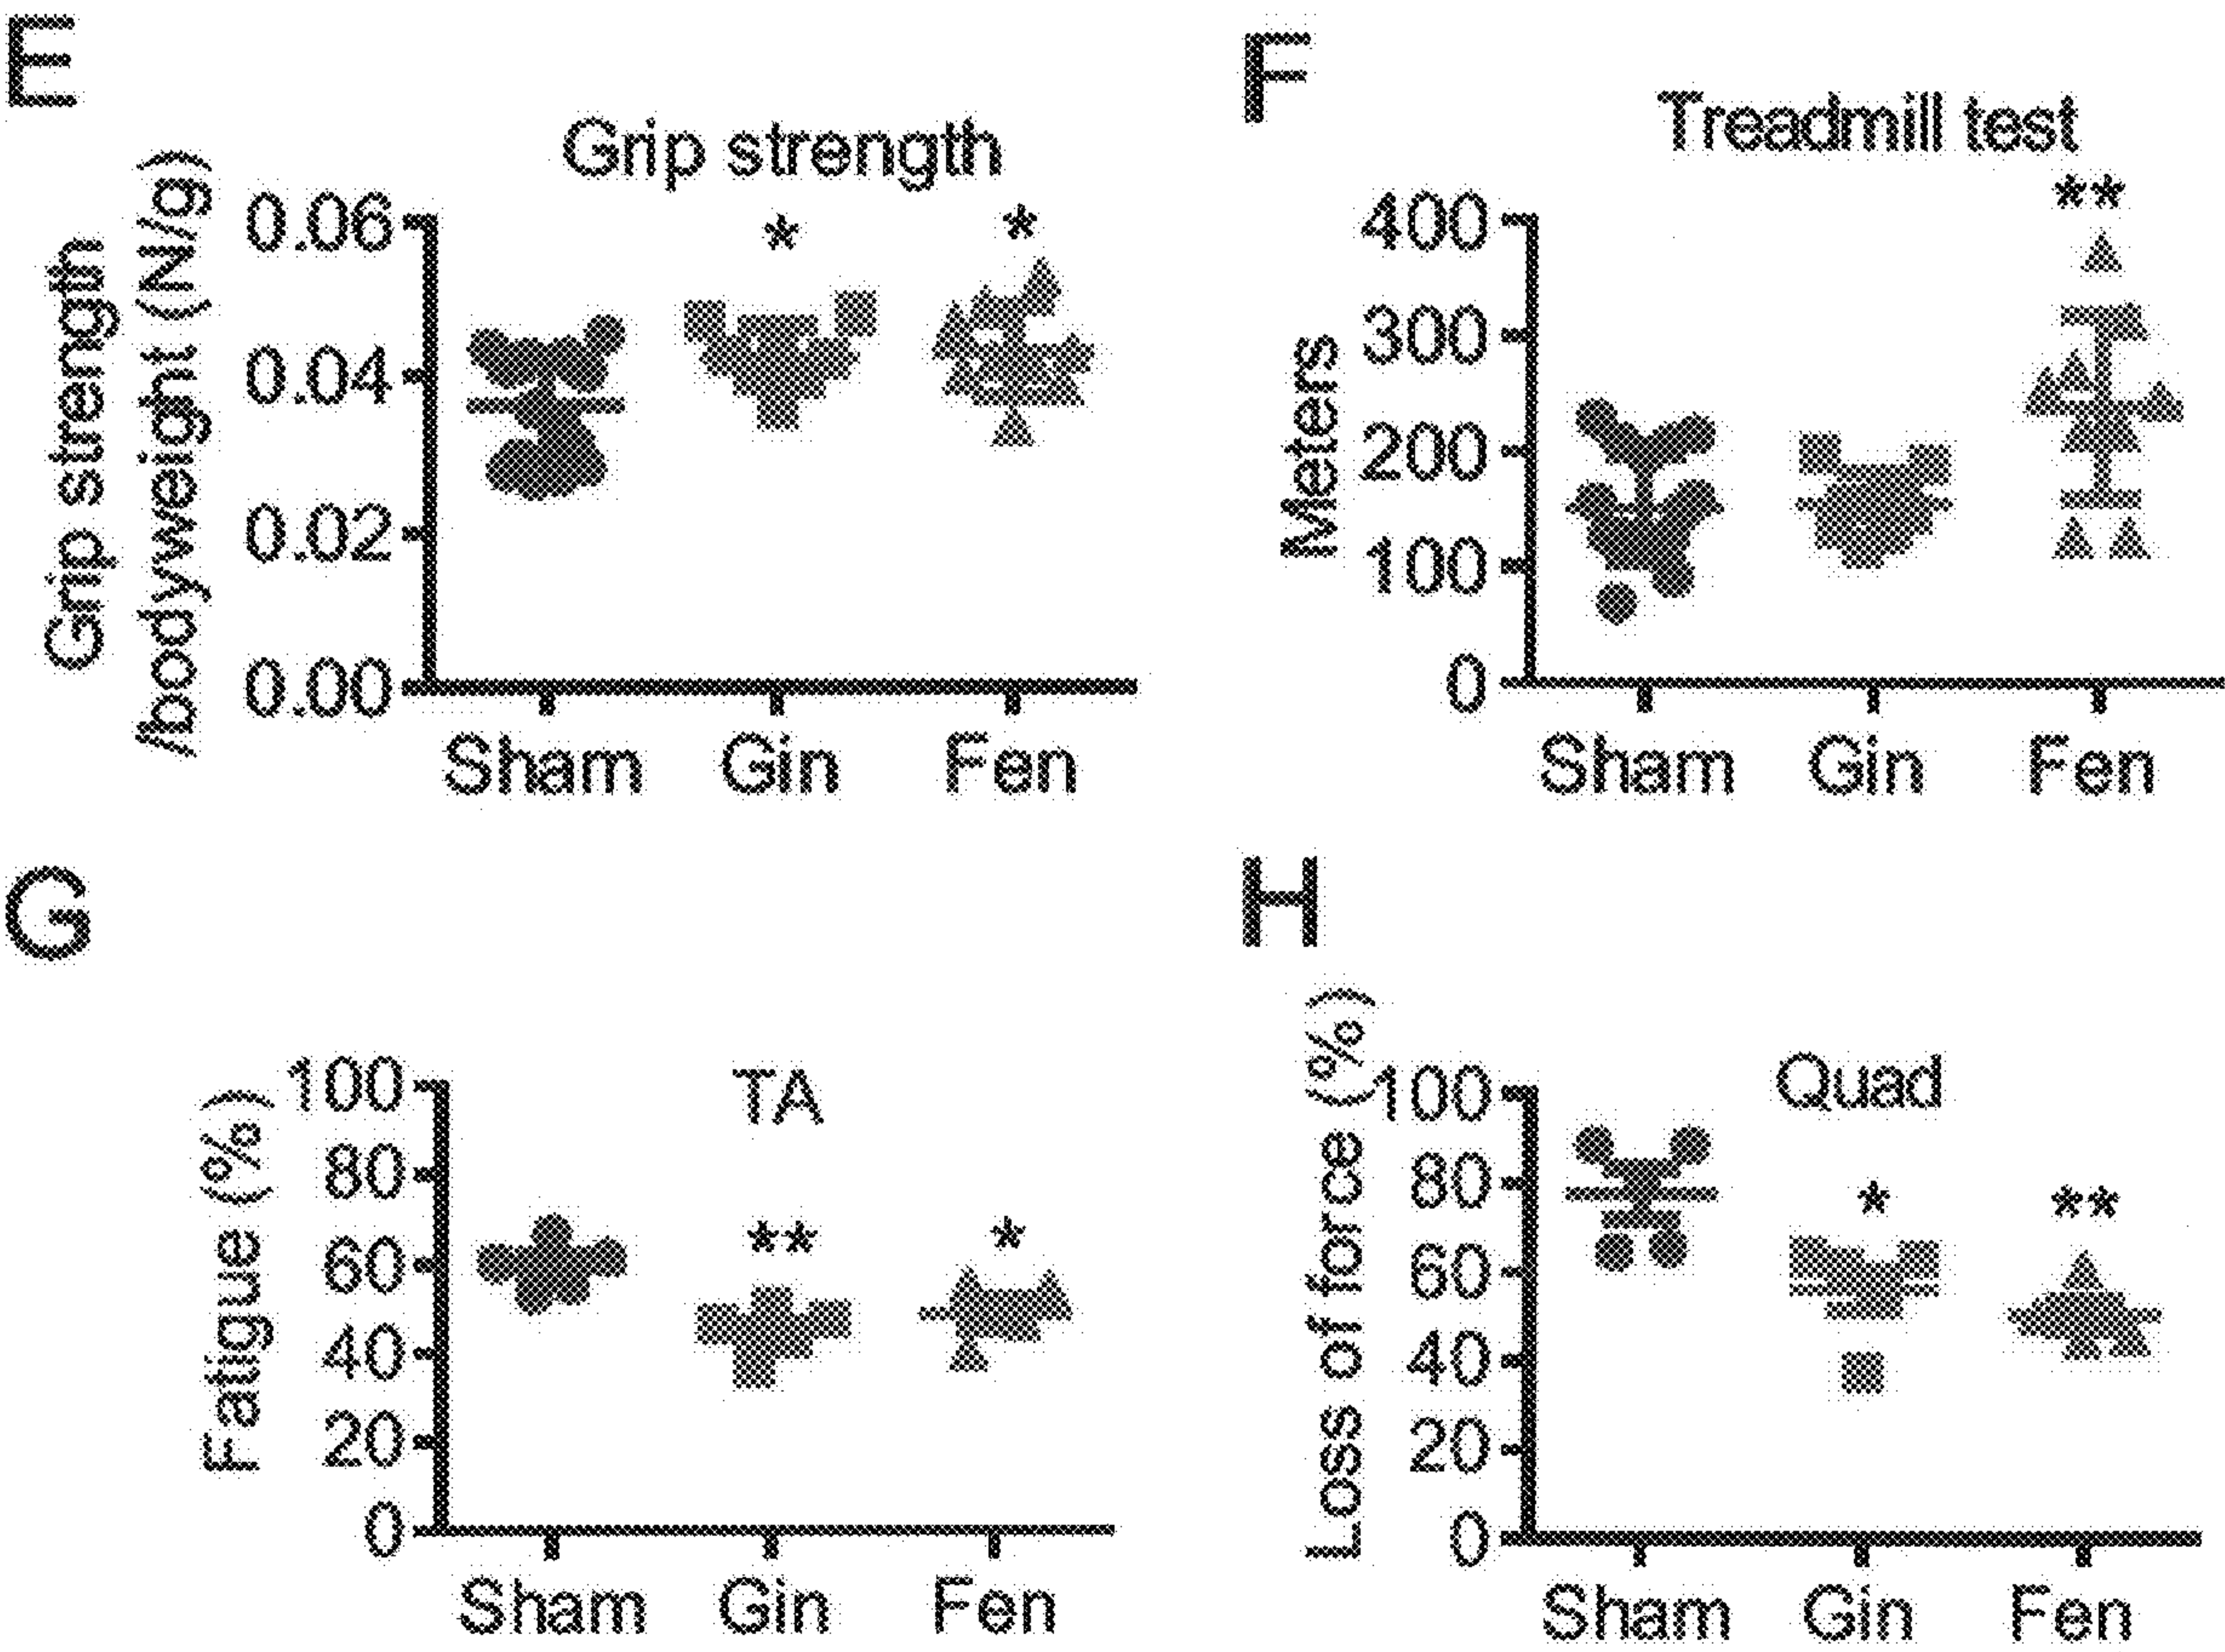 E
Grip strength
Grip strength
/bodyweight (N/g)
0.06
*
*
0.04
0.02
0.00
Sham
Gin
Fen
F
Treadmill test
**
Meters
400
300
200
100
0
Sham
Gin
Fen
G
TA
Fatigue (%)
100
80
60
40
20
0
**
*
Sham
Gin
Fen
H
Quad
Loss of force (%)
100
80
60
40
20
0
*
**
Sham
Gin
Fen